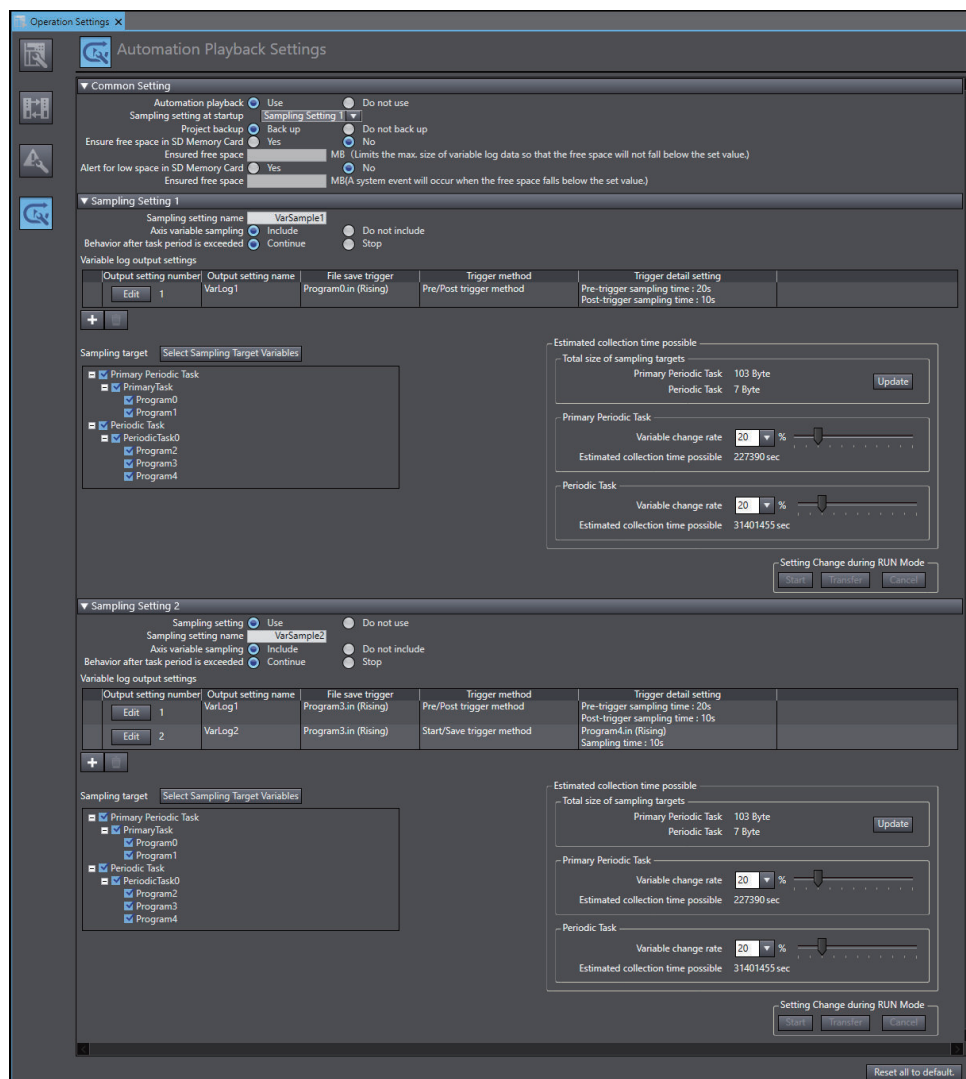 Operation Settings ×
Automation Playback Settings
▼ Common Setting
Automation playback Use Do not use
Sampling setting at startup Sampling Setting 1
Project backup Back up Do not back up
Ensure free space in SD Memory Card Yes No
Ensured free space MB (Limits the max. size of variable log data so that the free space will not fall below the set value.)
Alert for low space in SD Memory Card Yes No
Ensured free space MB(A system event will occur when the free space falls below the set value.)
▼ Sampling Setting 1
Sampling setting name VarSample1
Axis variable sampling Include Do not include
Behavior after task period is exceeded Continue Stop
Variable log output settings
Output setting number Output setting name File save trigger Trigger method Trigger detail setting
Edit 1 VarLog1 Program0.in (Rising) Pre/Post trigger method Pre-trigger sampling time : 20s
Post-trigger sampling time : 10s
+
Sampling target Select Sampling Target Variables
Primary Periodic Task
PrimaryTask
Program0
Program1
Periodic Task
PeriodicTask0
Program2
Program3
Program4
Estimated collection time possible
Total size of sampling targets
Primary Periodic Task 103 Byte
Periodic Task 7 Byte
Update
Primary Periodic Task
Variable change rate 20 %
Estimated collection time possible 227390 sec
Periodic Task
Variable change rate 20 %
Estimated collection time possible 31401455 sec
Setting Change during RUN Mode
Start Transfer Cancel
▼ Sampling Setting 2
Sampling setting Use Do not use
Sampling setting name VarSample2
Axis variable sampling Include Do not include
Behavior after task period is exceeded Continue Stop
Variable log output settings
Output setting number Output setting name File save trigger Trigger method Trigger detail setting
Edit 1 VarLog1 Program3.in (Rising) Pre/Post trigger method Pre-trigger sampling time : 20s
Post-trigger sampling time : 10s
Edit 2 VarLog2 Program3.in (Rising) Start/Save trigger method Program4.in (Rising)
Sampling time : 10s
+
Sampling target Select Sampling Target Variables
Primary Periodic Task
PrimaryTask
Program0
Program1
Periodic Task
PeriodicTask0
Program2
Program3
Program4
Estimated collection time possible
Total size of sampling targets
Primary Periodic Task 103 Byte
Periodic Task 7 Byte
Update
Primary Periodic Task
Variable change rate 20 %
Estimated collection time possible 227390 sec
Periodic Task
Variable change rate 20 %
Estimated collection time possible 31401455 sec
Setting Change during RUN Mode
Start Transfer Cancel
Reset all to default.